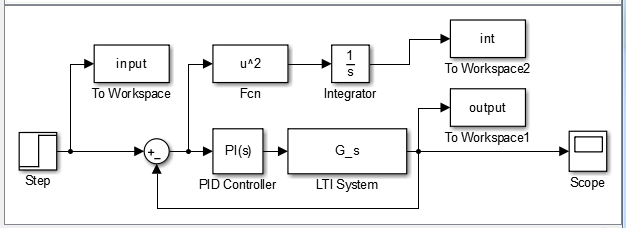 int
To Workspace2
input
To Workspace
u^2
Fcn
1
s
Integrator
output
To Workspace1
Step
+
−
PI(s)
PID Controller
G_s
LTI System
Scope